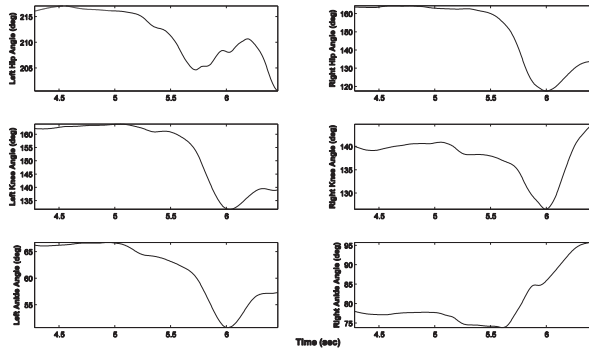 Left Hip Angle (deg)
215
210
205
4.5 5 5.5 6
Right Hip Angle (deg)
160
150
140
130
120
4.5 5 5.5 6
Left Knee Angle (deg)
160
155
150
145
140
135
4.5 5 5.5 6
Right Knee Angle (deg)
140
135
130
4.5 5 5.5 6
Left Ankle Angle (deg)
65
60
55
4.5 5 5.5 6
Right Ankle Angle (deg)
95
90
85
80
75
4.5 5 5.5 6
Time (sec)